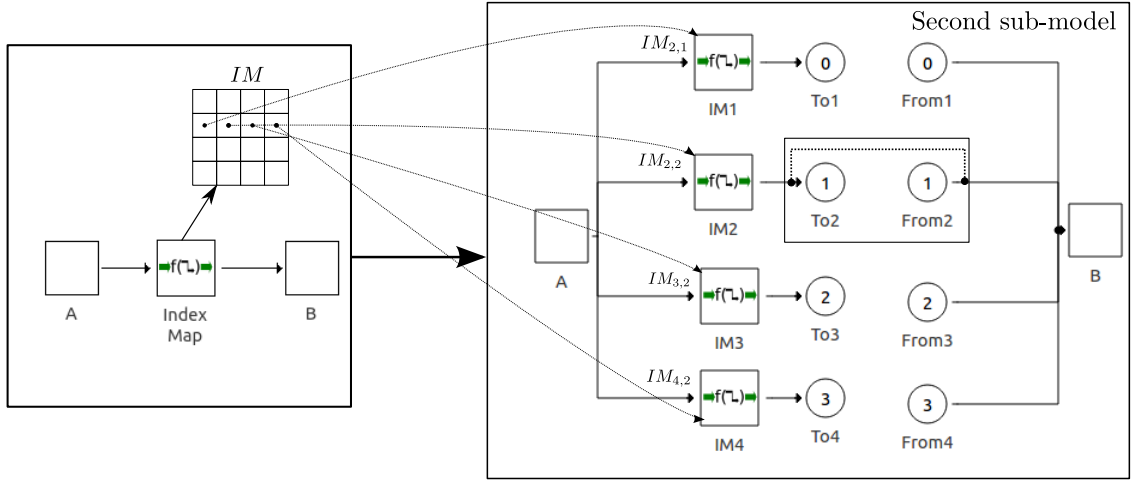 Second sub-model
IM
A
f(
Index
Map
B
A
IM2,1
f(
IM1
0
To1
0
From1
IM2,2
f(
IM2
1
To2
1
From2
IM3,2
f(
IM3
2
To3
2
From3
IM4,2
f(
IM4
3
To4
3
From4
B